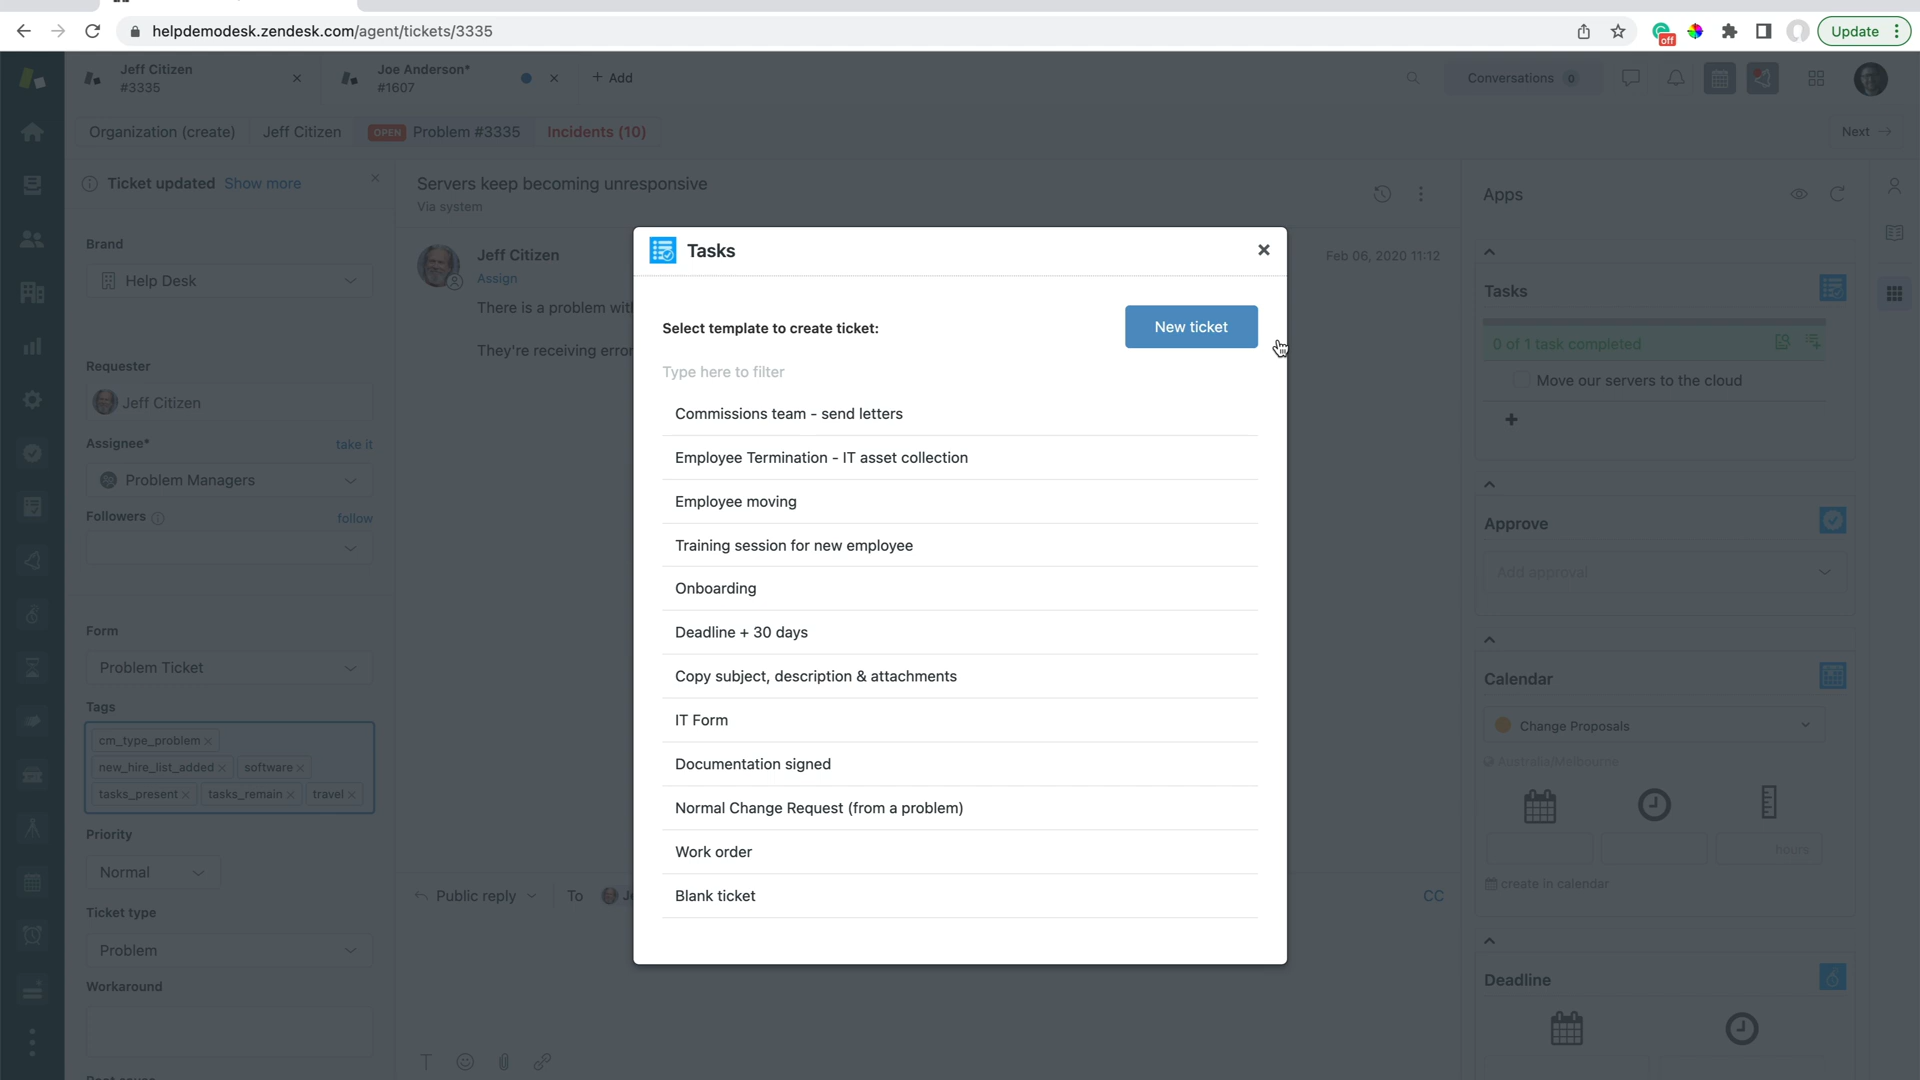 helpdemodesk.zendesk.com/agent/tickets/3335
off
Update
Jeff Citizen
#3335
Joe Anderson*
#1607
+ Add
Conversations 0
Organization (create)
Jeff Citizen
OPEN Problem #3335
Incidents (10)
Next
Ticket updated Show more
Brand
Help Desk
Requester
Jeff Citizen
Assignee*
take it
Problem Managers
Followers
follow
Form
Problem Ticket
Tags
cm_type_problem
new_hire_list_added software
tasks_present tasks_remain travel
Priority
Normal
Ticket type
Problem
Workaround
Servers keep becoming unresponsive
Via system
Jeff Citizen
Feb 06, 2020 11:12
Assign
There is a problem
They're receiving
Public reply
To
CC
Tasks
Select template to create ticket:
New ticket
Type here to filter
Commissions team - send letters
Employee Termination - IT asset collection
Employee moving
Training session for new employee
Onboarding
Deadline + 30 days
Copy subject, description & attachments
IT Form
Documentation signed
Normal Change Request (from a problem)
Work order
Blank ticket
Apps
Tasks
0 of 1 task completed
Move our servers to the cloud
Approve
Add approval
Calendar
Change Proposals
Australia/Melbourne
hours
create in calendar
Deadline